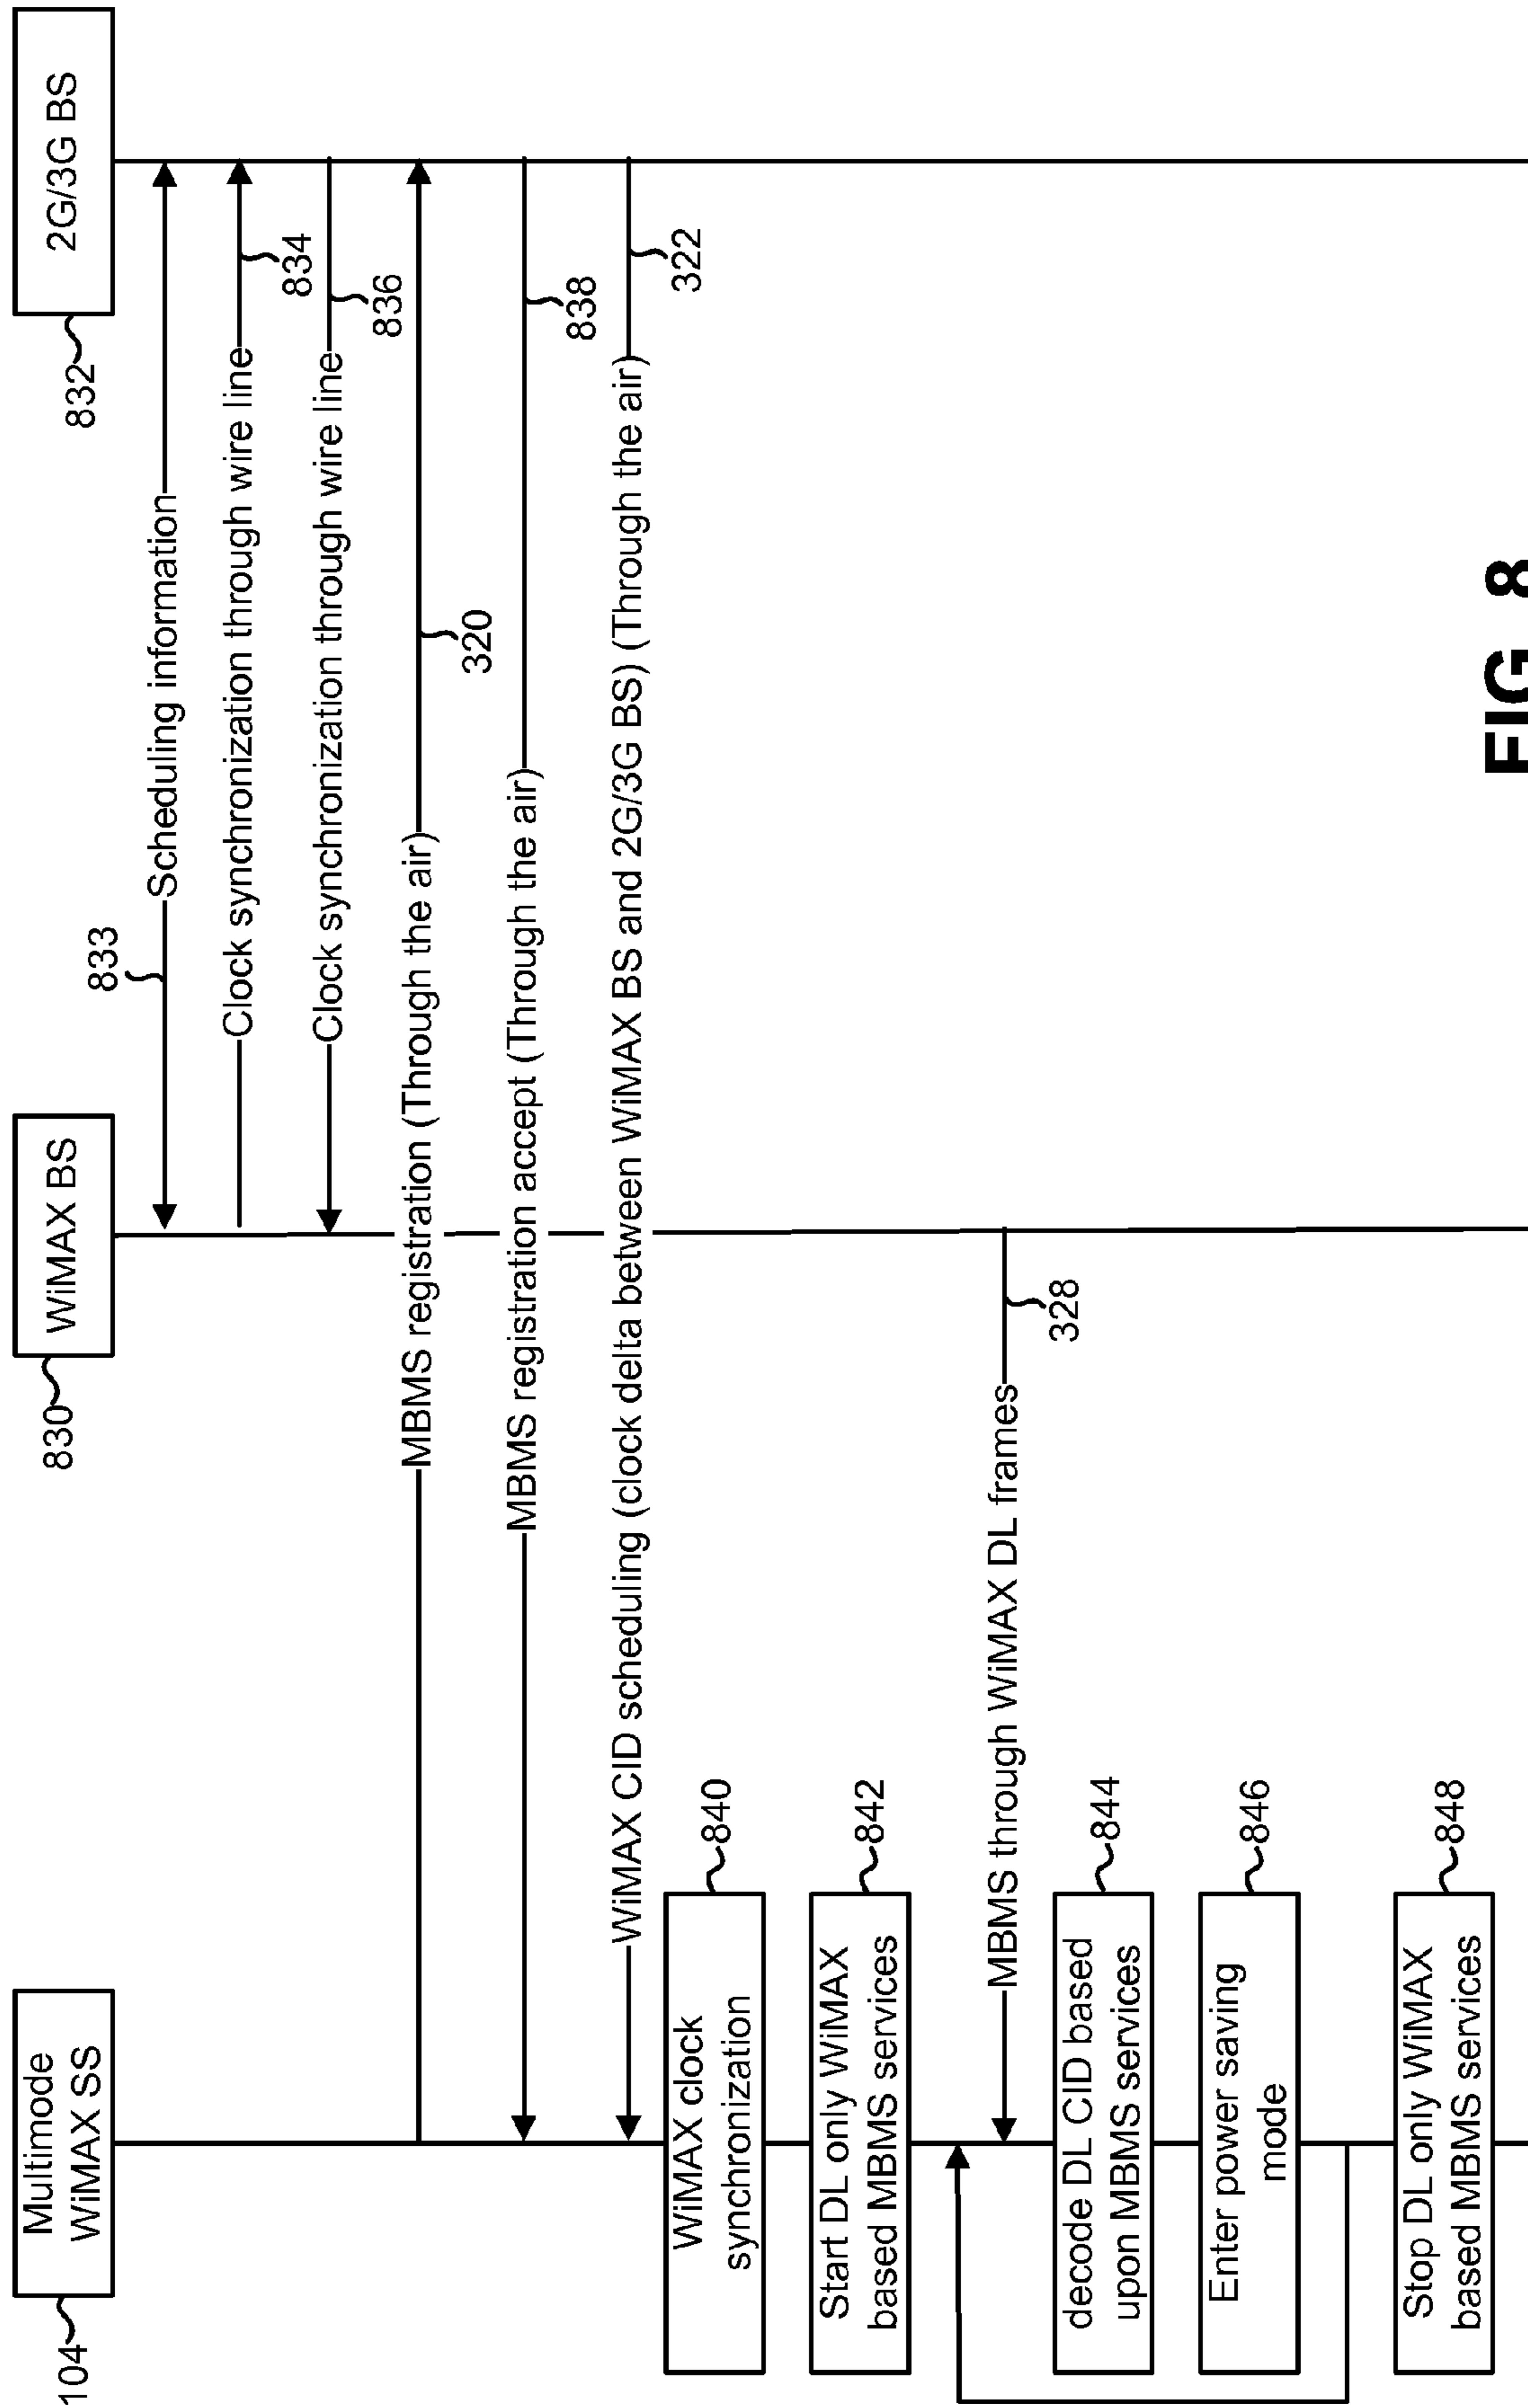 Multimode
WiMAX SS
104
WiMAX BS
830
2G/3G BS
832
833
Scheduling information
Clock synchronization through wire line
834
Clock synchronization through wire line
836
MBMS registration (Through the air)
320
MBMS registration accept (Through the air)
838
WiMAX CID scheduling (clock delta between WiMAX BS and 2G/3G BS) (Through the air)
322
WiMAX clock
synchronization
840
Start DL only WiMAX
based MBMS services
842
MBMS through WiMAX DL frames
328
decode DL CID based
upon MBMS services
844
Enter power saving
mode
846
Stop DL only WiMAX
based MBMS services
848
FIG. 8